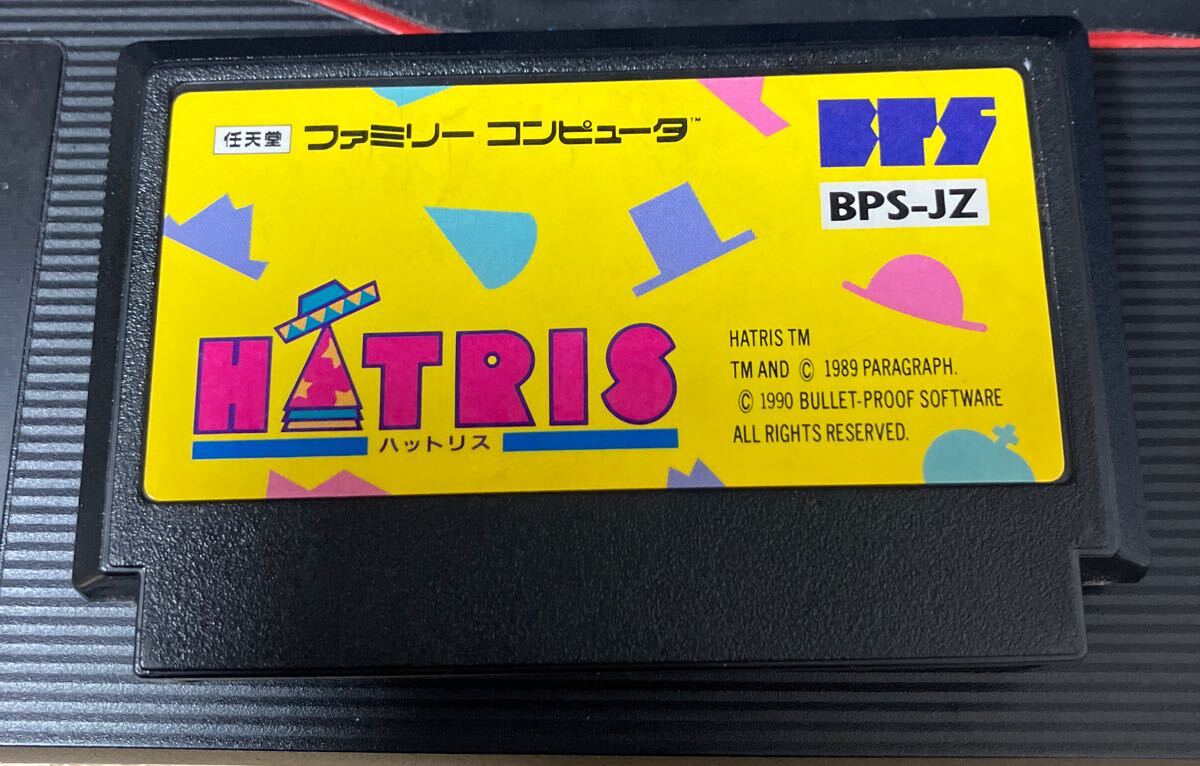 任天堂 ファミリー コンピュータ™
BPS
BPS-JZ
HATRIS
ハットリス
HATRIS TM
TM AND © 1989 PARAGRAPH.
© 1990 BULLET-PROOF SOFTWARE
ALL RIGHTS RESERVED.